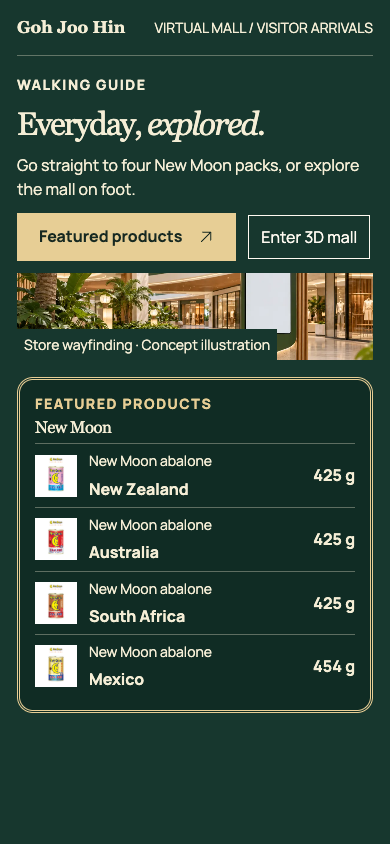 Goh Joo Hin
VIRTUAL MALL / VISITOR ARRIVALS
WALKING GUIDE
Everyday, explored.
Go straight to four New Moon packs, or explore
the mall on foot.
Featured products
Enter 3D mall
Store wayfinding · Concept illustration
FEATURED PRODUCTS
New Moon
New Moon abalone
New Zealand
425 g
New Moon abalone
Australia
425 g
New Moon abalone
South Africa
425 g
New Moon abalone
Mexico
454 g